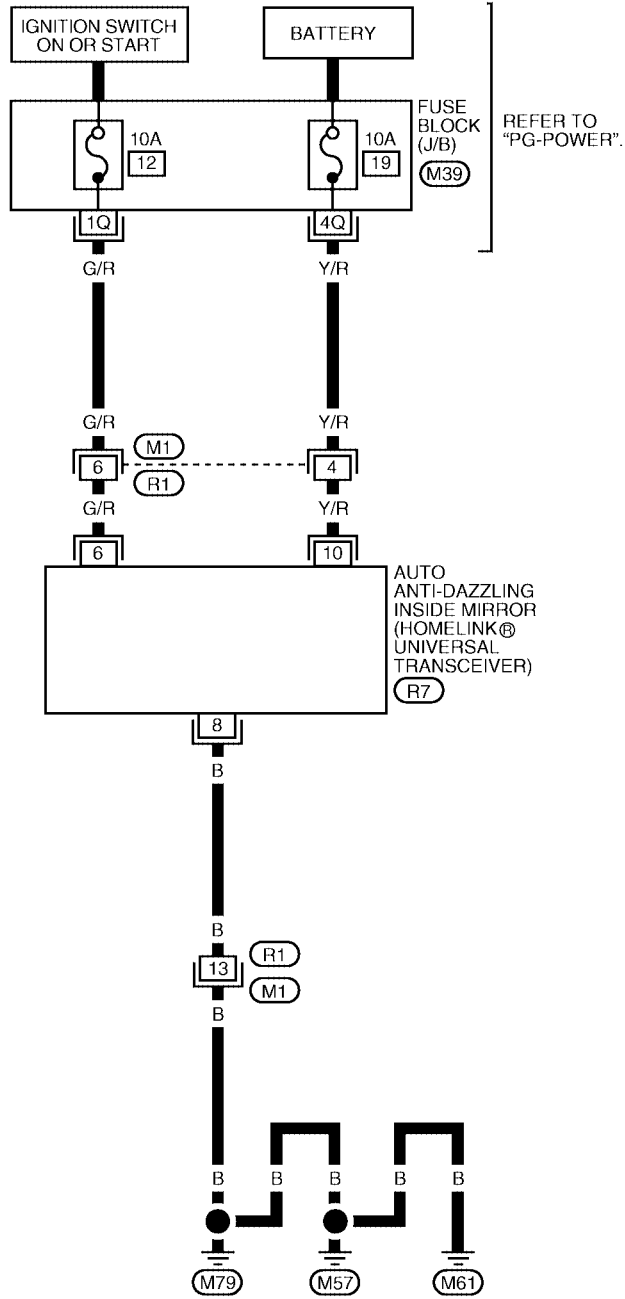 IGNITION SWITCH
ON OR START
BATTERY
10A
12
10A
19
FUSE
BLOCK
(J/B)
M39
REFER TO
“PG-POWER”.
1Q
4Q
G/R
Y/R
G/R
Y/R
M1
6
4
R1
G/R
Y/R
6
10
AUTO
ANTI-DAZZLING
INSIDE MIRROR
(HOMELINK®
UNIVERSAL
TRANSCEIVER)
R7
8
B
B
R1
13
M1
B
B
B
B
B
B
M79
M57
M61